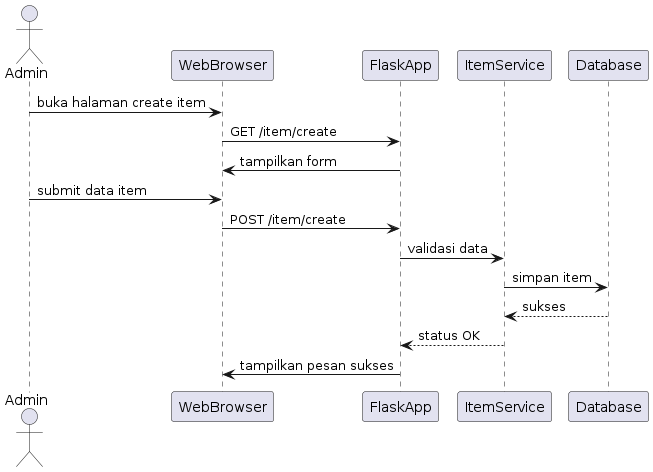 Admin
WebBrowser
FlaskApp
ItemService
Database
buka halaman create item
GET /item/create
tampilkan form
submit data item
POST /item/create
validasi data
simpan item
sukses
status OK
tampilkan pesan sukses
Admin
WebBrowser
FlaskApp
ItemService
Database